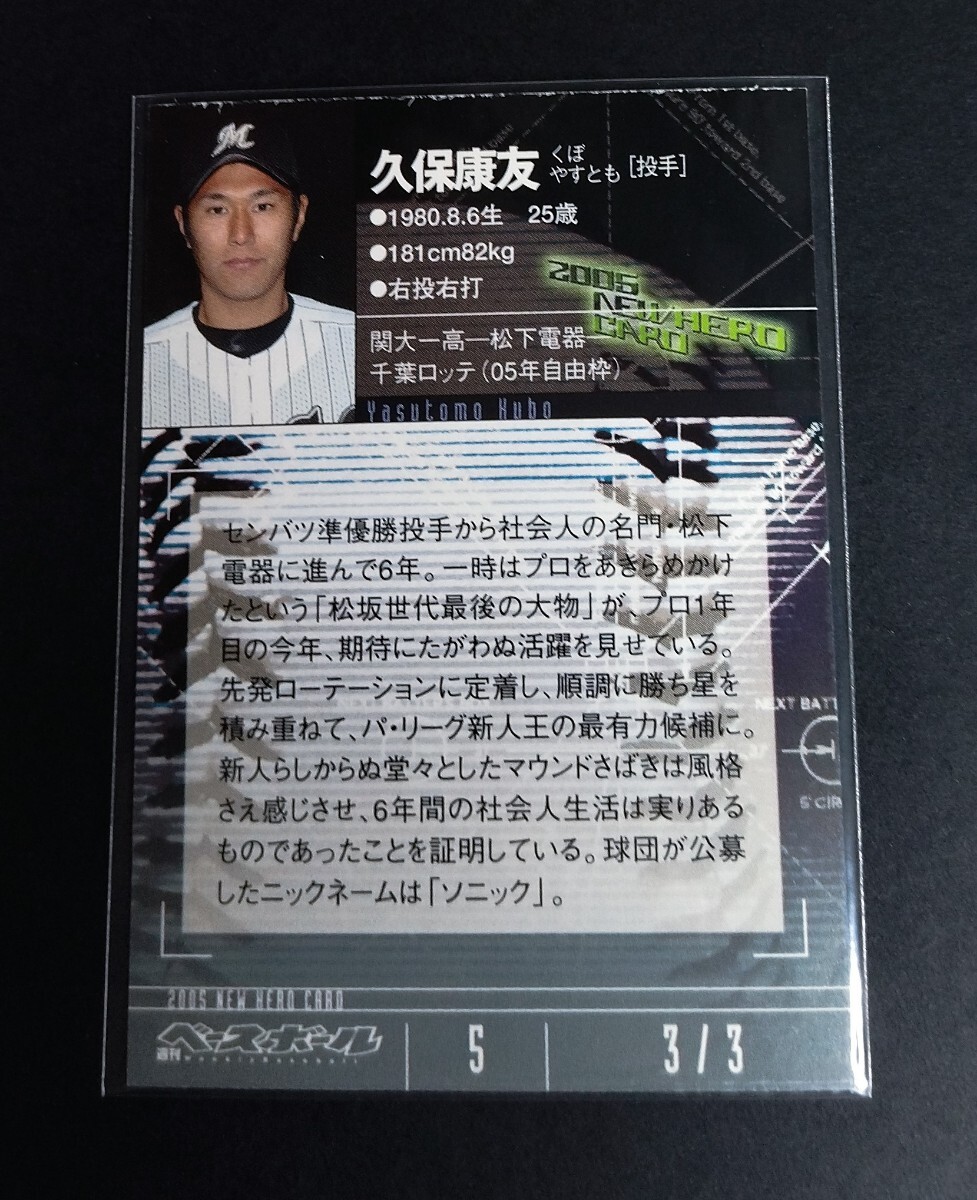 M
久保康友 くぼ やすとも [投手]
●1980.8.6生 25歳
●181cm82kg
●右投右打
2005
NEW HERO
CARD
関大一高―松下電器―
千葉ロッテ(05年自由枠)
Yasutomo Kubo
センバツ準優勝投手から社会人の名門・松下
電器に進んで6年。一時はプロをあきらめかけ
たという「松坂世代最後の大物」が、プロ1年
目の今年、期待にたがわぬ活躍を見せている。
先発ローテーションに定着し、順調に勝ち星を
積み重ねて、パ・リーグ新人王の最有力候補に。
新人らしからぬ堂々としたマウンドさばきは風格
さえ感じさせ、6年間の社会人生活は実りある
ものであったことを証明している。球団が公募
したニックネームは「ソニック」。
NEXT BATT
5'CIR
2005 NEW HERO CARD
週刊ベースボール
5
3/3